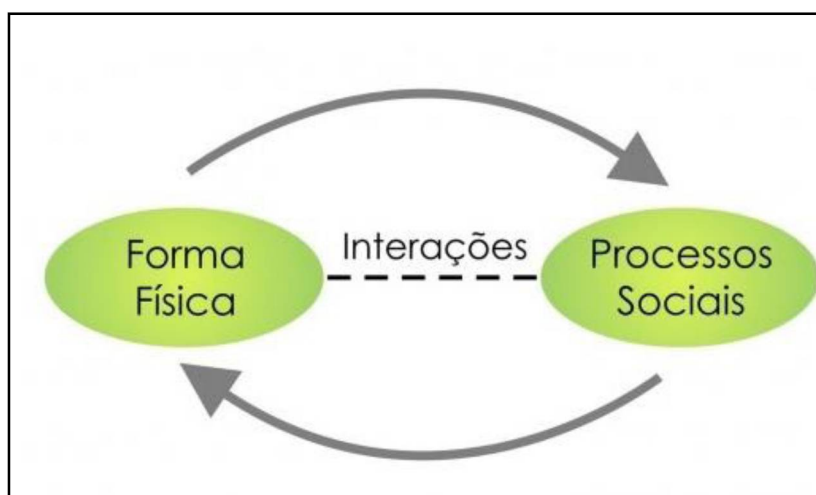 Forma
Física
Interações
Processos
Sociais